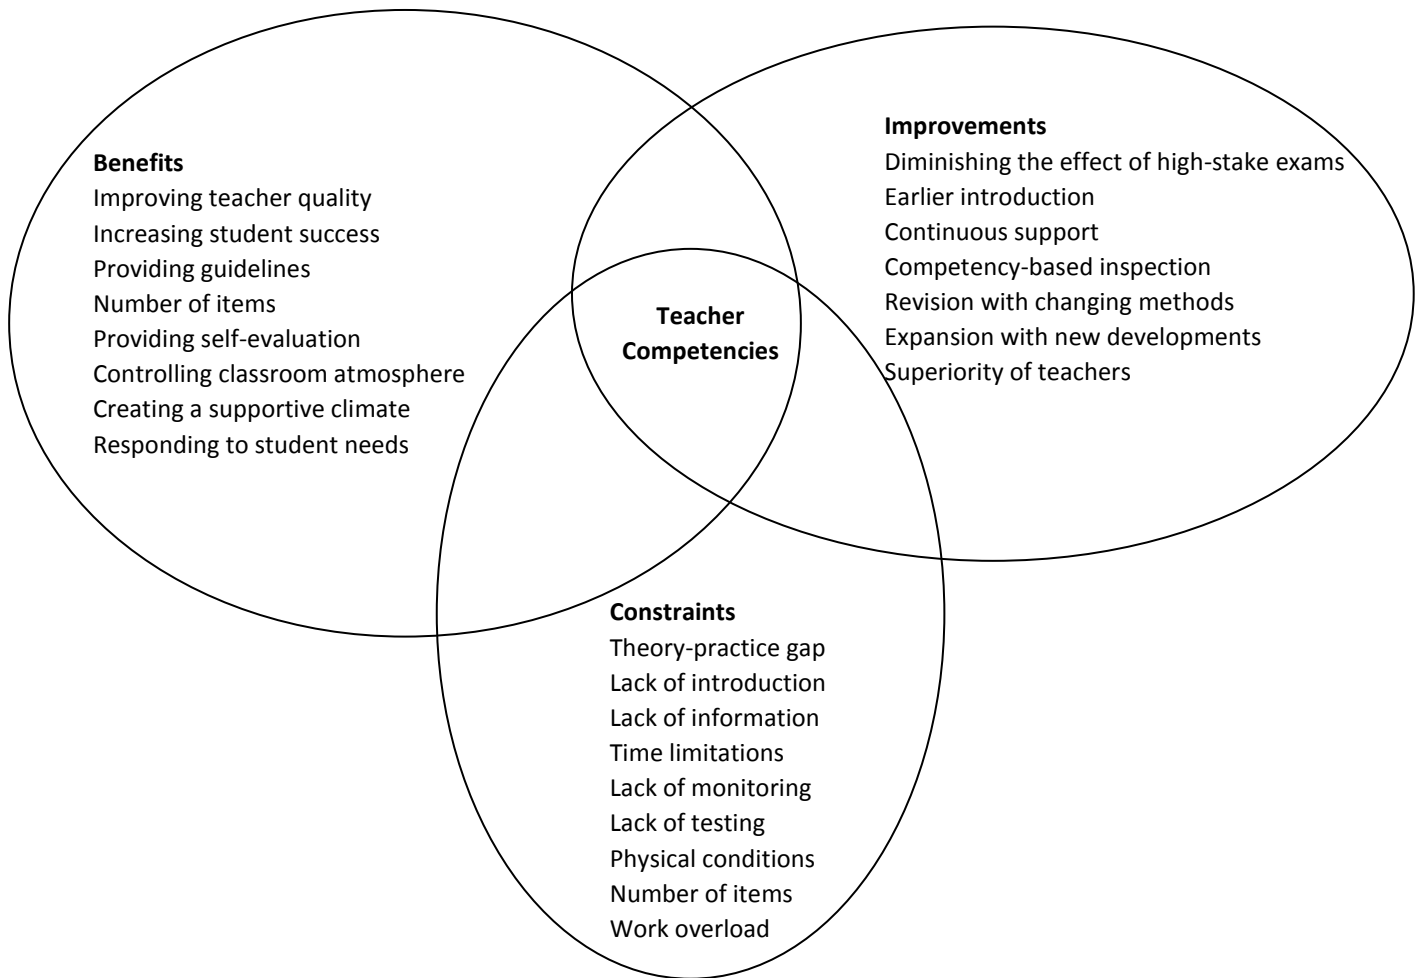 Benefits
Improving teacher quality
Increasing student success
Providing guidelines
Number of items
Providing self-evaluation
Controlling classroom atmosphere
Creating a supportive climate
Responding to student needs
Improvements
Diminishing the effect of high-stake exams
Earlier introduction
Continuous support
Competency-based inspection
Revision with changing methods
Expansion with new developments
Superiority of teachers
Teacher
Competencies
Constraints
Theory-practice gap
Lack of introduction
Lack of information
Time limitations
Lack of monitoring
Lack of testing
Physical conditions
Number of items
Work overload